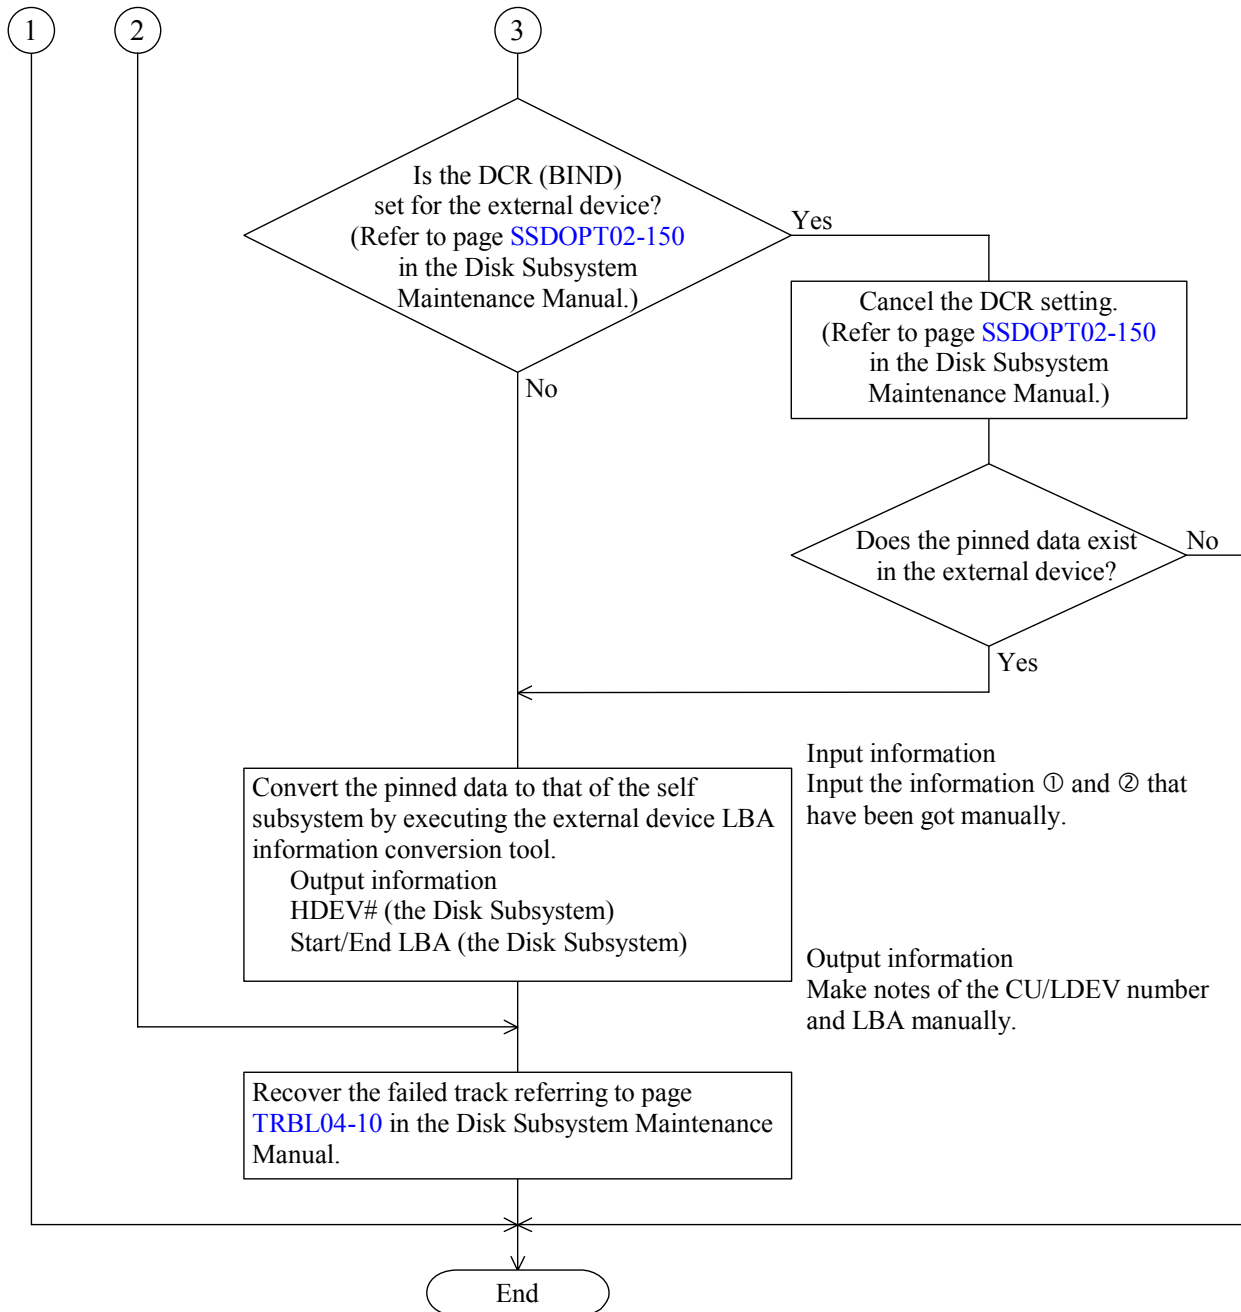 1
2
3
Is the DCR (BIND)
set for the external device?
(Refer to page SSDOPT02-150
in the Disk Subsystem
Maintenance Manual.)
Yes
No
Cancel the DCR setting.
(Refer to page SSDOPT02-150
in the Disk Subsystem
Maintenance Manual.)
Does the pinned data exist
in the external device?
No
Yes
Convert the pinned data to that of the self
subsystem by executing the external device LBA
information conversion tool.
Output information
HDEV# (the Disk Subsystem)
Start/End LBA (the Disk Subsystem)
Input information
Input the information ① and ② that
have been got manually.
Output information
Make notes of the CU/LDEV number
and LBA manually.
Recover the failed track referring to page
TRBL04-10 in the Disk Subsystem Maintenance
Manual.
End